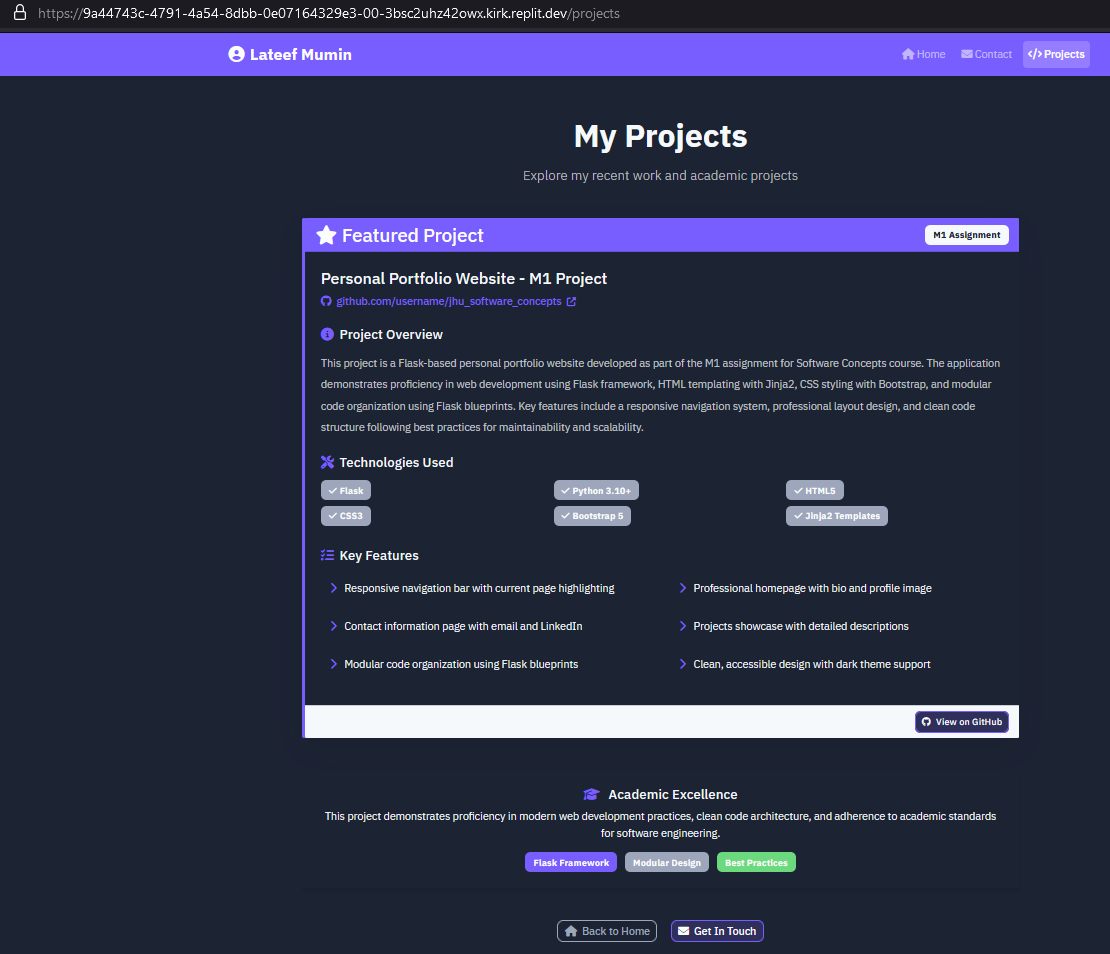 https://9a44743c-4791-4a54-8dbb-0e07164329e3-00-3bsc2uhz42owx.kirk.replit.dev/projects
Lateef Mumin
Home Contact Projects
My Projects
Explore my recent work and academic projects
Featured Project
M1 Assignment
Personal Portfolio Website - M1 Project
github.com/username/jhu_software_concepts
Project Overview
This project is a Flask-based personal portfolio website developed as part of the M1 assignment for Software Concepts course. The application
demonstrates proficiency in web development using Flask framework, HTML templating with Jinja2, CSS styling with Bootstrap, and modular
code organization using Flask blueprints. Key features include a responsive navigation system, professional layout design, and clean code
structure following best practices for maintainability and scalability.
Technologies Used
Flask Python 3.10+ HTML5
CSS3 Bootstrap 5 Jinja2 Templates
Key Features
Responsive navigation bar with current page highlighting
Professional homepage with bio and profile image
Contact information page with email and LinkedIn
Projects showcase with detailed descriptions
Modular code organization using Flask blueprints
Clean, accessible design with dark theme support
View on GitHub
Academic Excellence
This project demonstrates proficiency in modern web development practices, clean code architecture, and adherence to academic standards
for software engineering.
Flask Framework Modular Design Best Practices
Back to Home Get In Touch